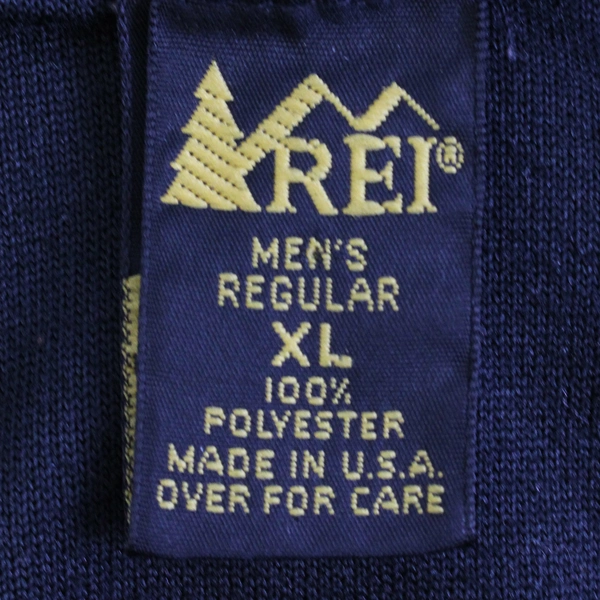 REI®
MEN'S
REGULAR
XL
100%
POLYESTER
MADE IN U.S.A.
OVER FOR CARE